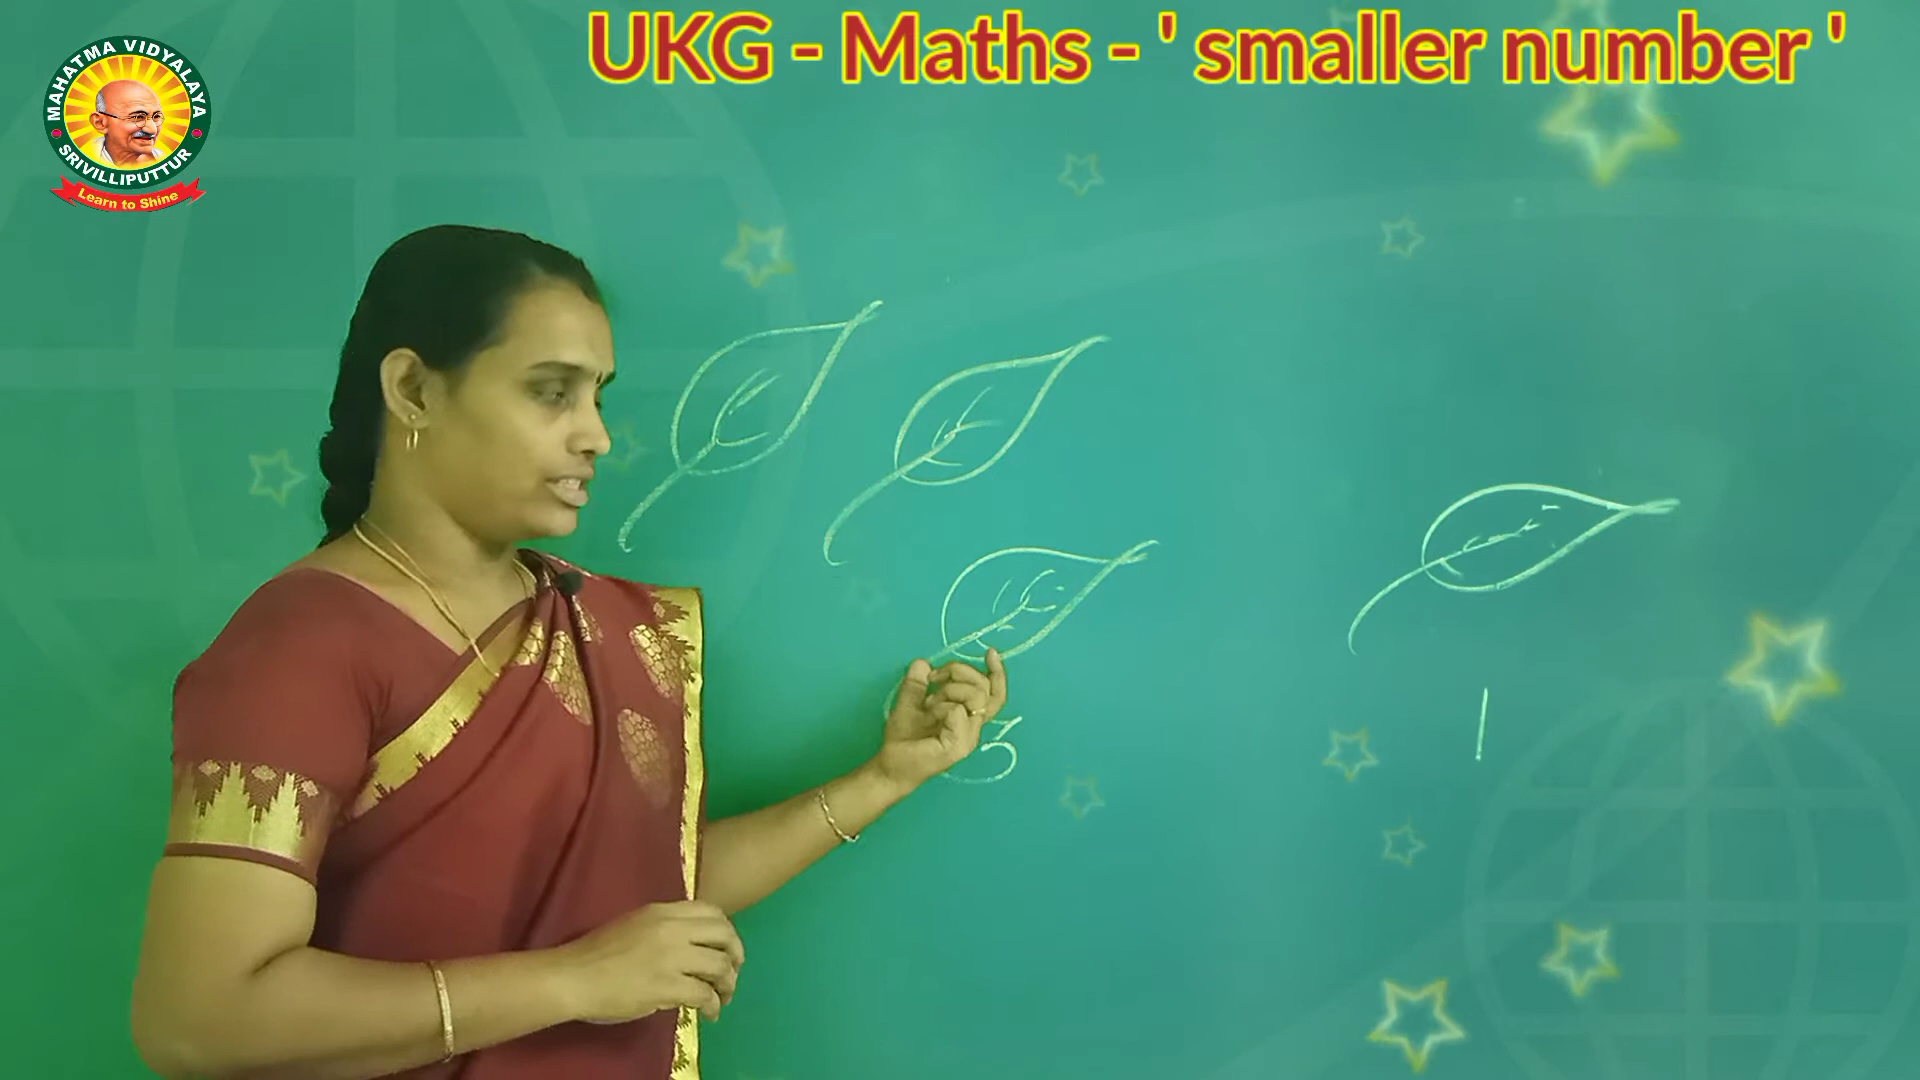 UKG - Maths - ' smaller number '
MAHATMA VIDYALAYA
SRIVILLIPUTTUR
Learn to Shine
3
1